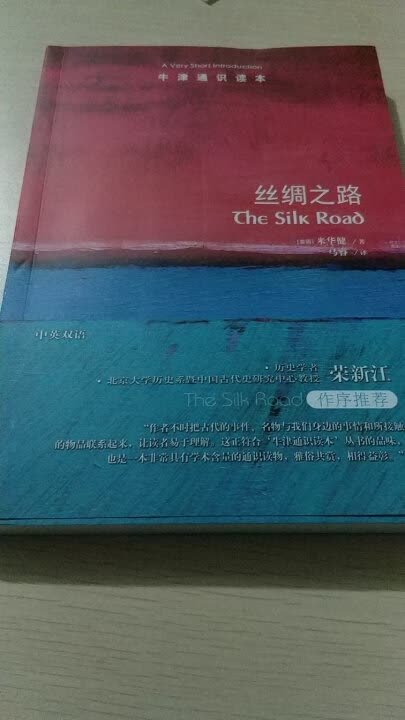 A Very Short Introduction
牛津通识读本
丝绸之路
The Silk Road
[美国] 米华健 / 著
马睿 / 译
中英双语
· 历史学者
· 北京大学历史系暨中国古代史研究中心教授 荣新江
The Silk Road 作序推荐
“作者不时把古代的事性、名物与我们身边的事情和所接触
的物品联系起来,让读者易于理解。这正符合‘牛津通识读本’丛书的品味,
也是一本非常具有学术含量的通识读物,雅俗共赏,相得益彰。”